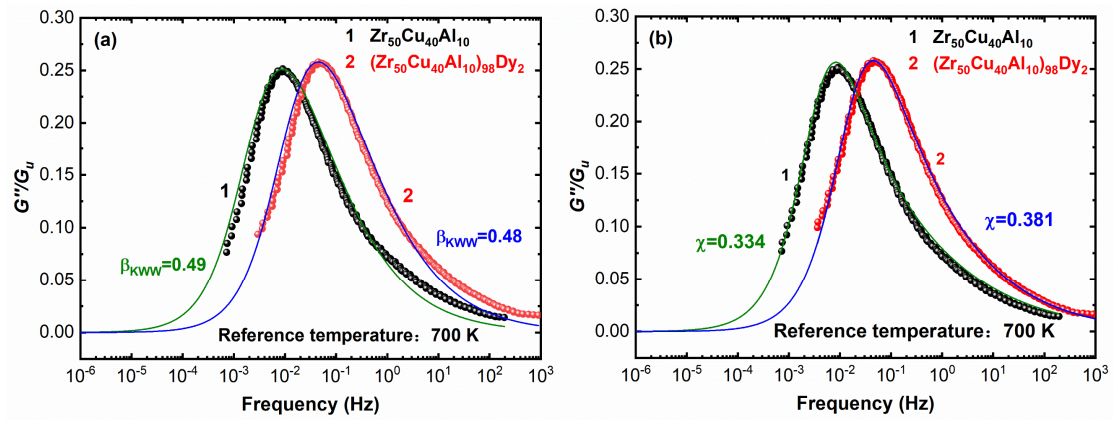 (a)
1 Zr50Cu40Al10
2 (Zr50Cu40Al10)98Dy2
0.30
0.25
0.20
0.15
0.10
0.05
0.00
G''/Gu
1
2
βKWW=0.49
βKWW=0.48
Reference temperature: 700 K
10-6 10-5 10-4 10-3 10-2 10-1 100 101 102 103
Frequency (Hz)
(b)
1 Zr50Cu40Al10
2 (Zr50Cu40Al10)98Dy2
0.30
0.25
0.20
0.15
0.10
0.05
0.00
G''/Gu
1
2
χ=0.334
χ=0.381
Reference temperature: 700 K
10-6 10-5 10-4 10-3 10-2 10-1 100 101 102 103
Frequency (Hz)